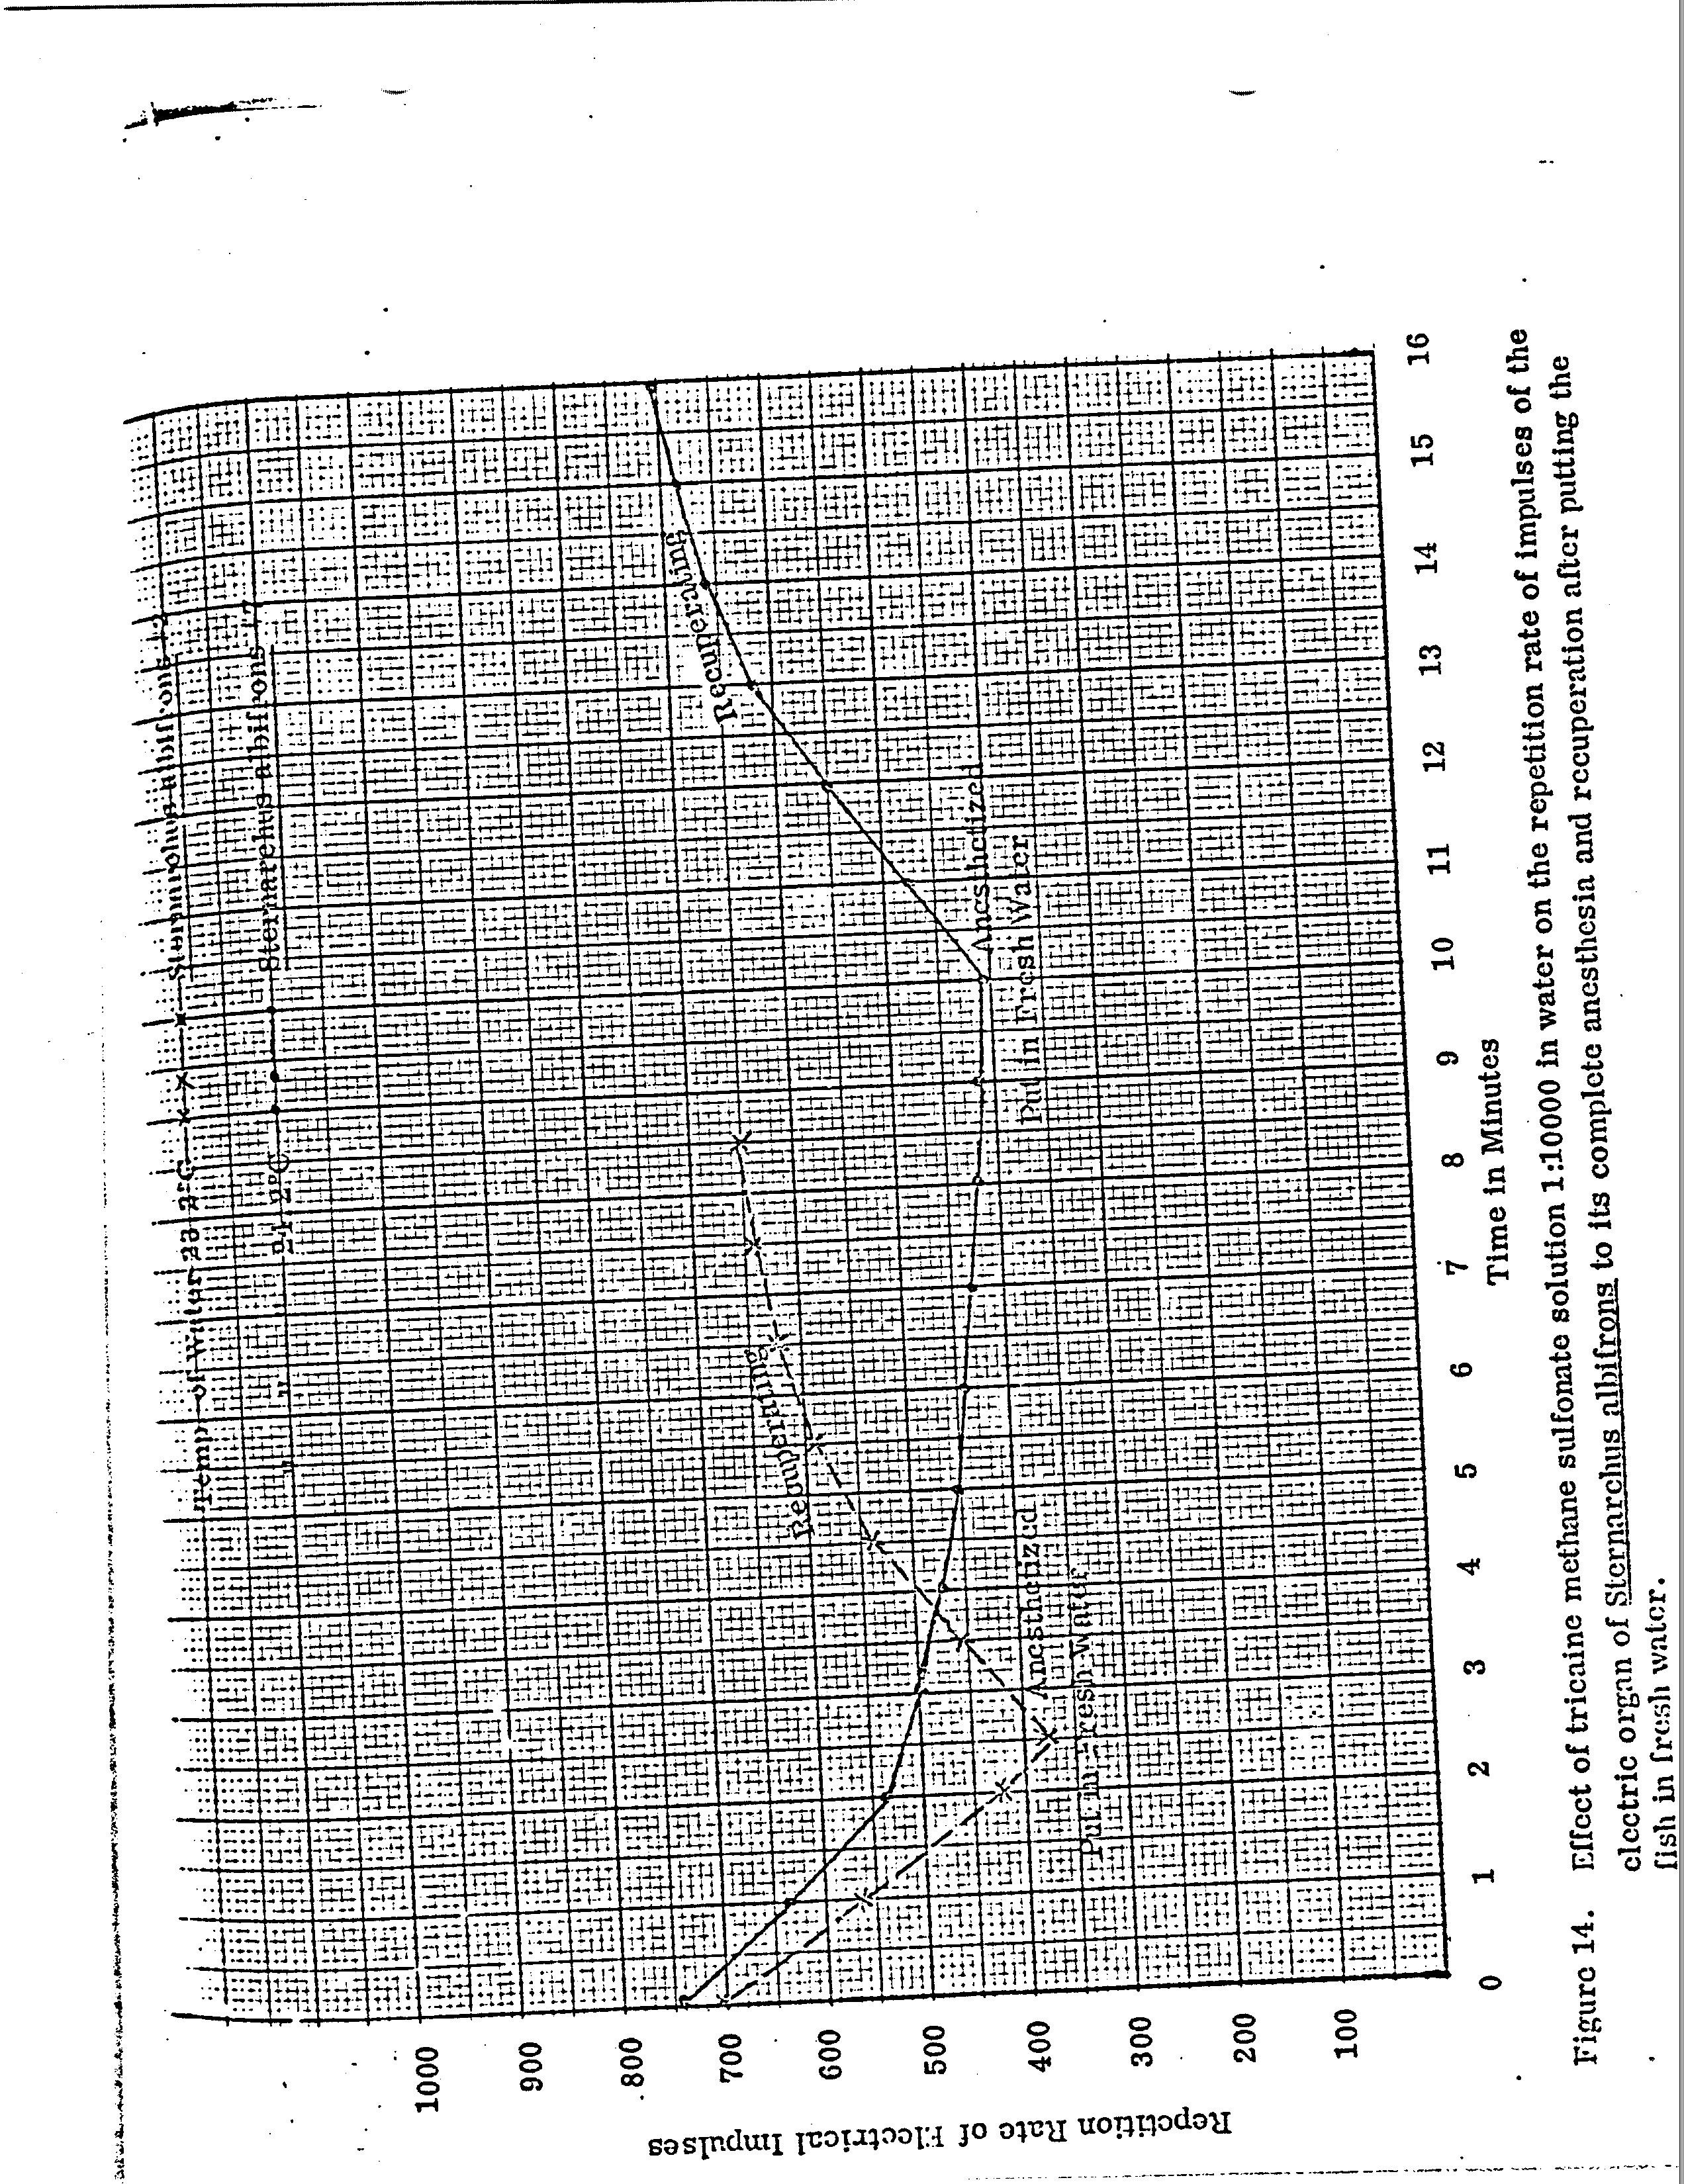 Temp of Water 23.2°C Sternarchus albifrons
" " 24.2°C Sternarchus albifrons 17
Recuperating
Recuperating
Anesthetized
Put in Fresh Water
Anesthetized
Put in Fresh Water
Repetition Rate of Electrical Impulses
1000
900
800
700
600
500
400
300
200
100
0 1 2 3 4 5 6 7 8 9 10 11 12 13 14 15 16
Time in Minutes
Figure 14. Effect of tricaine methane sulfonate solution 1:10000 in water on the repetition rate of impulses of the
electric organ of Sternarchus albifrons to its complete anesthesia and recuperation after putting the
fish in fresh water.